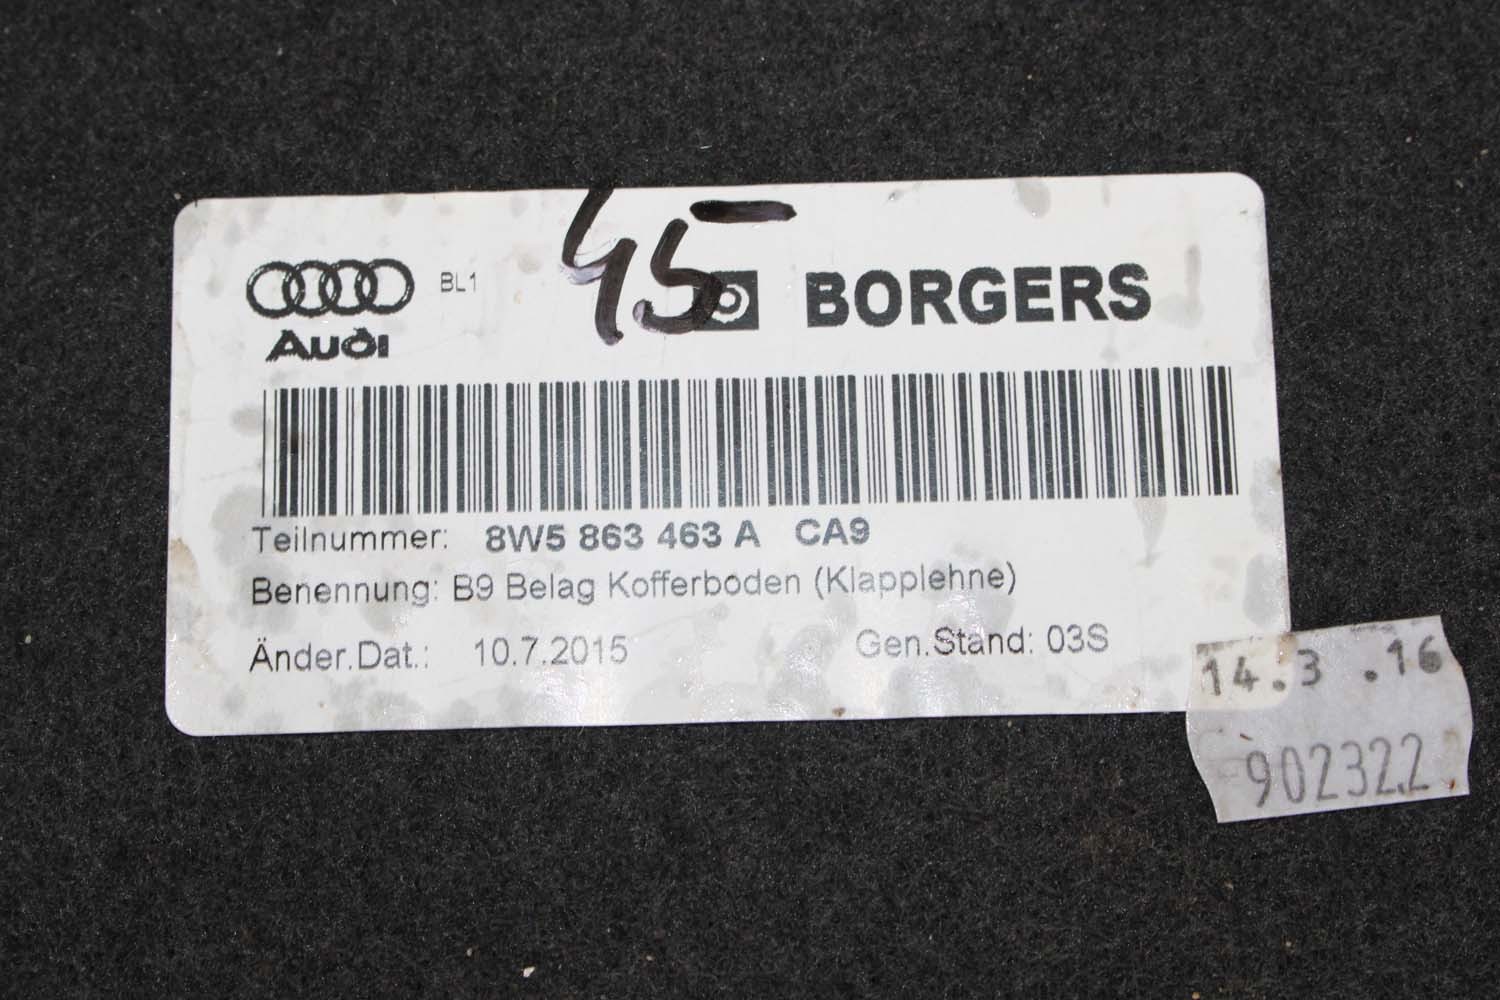 45
Audi BL1 BORGERS
Teilnummer: 8W5 863 463 A CA9
Benennung: B9 Belag Kofferboden (Klapplehne)
Änder.Dat.: 10.7.2015 Gen.Stand: 03S
14.3 .16
902322